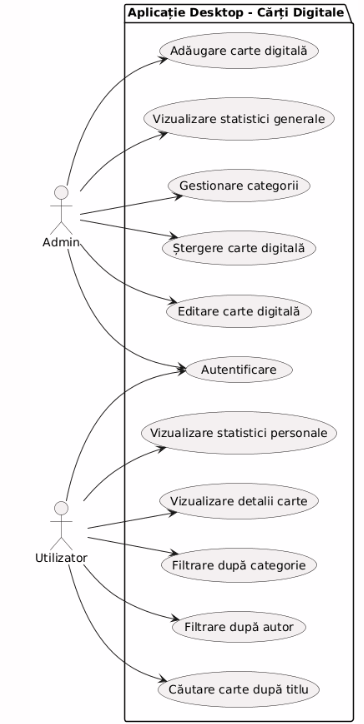 Aplicație Desktop - Cărți Digitale
Adăugare carte digitală
Vizualizare statistici generale
Gestionare categorii
Ștergere carte digitală
Admin
Editare carte digitală
Autentificare
Vizualizare statistici personale
Vizualizare detalii carte
Utilizator
Filtrare după categorie
Filtrare după autor
Căutare carte după titlu